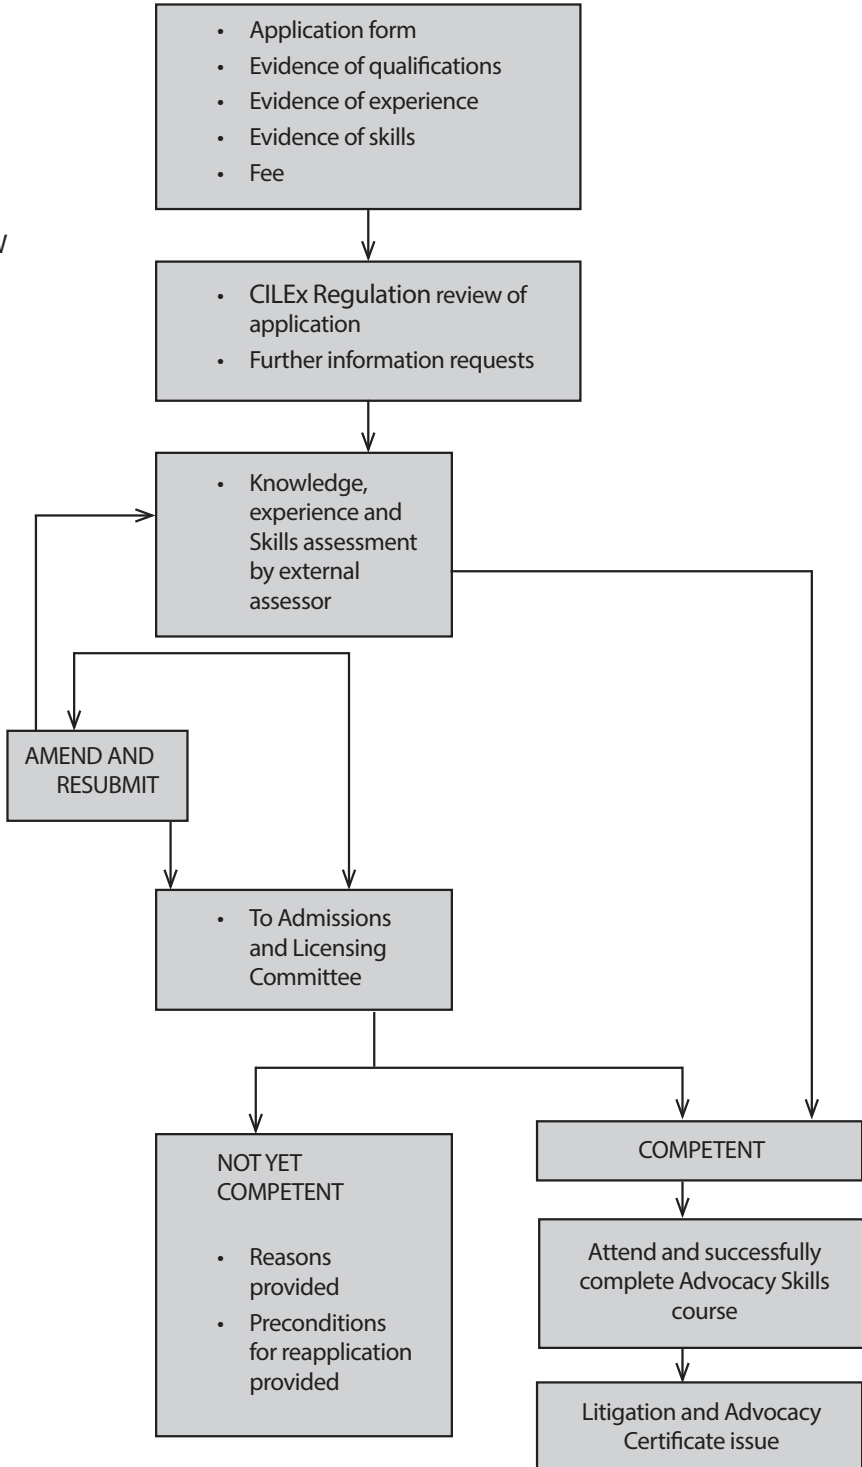 • Application form
• Evidence of qualifications
• Evidence of experience
• Evidence of skills
• Fee
• CILEx Regulation review of
application
• Further information requests
• Knowledge,
experience and
Skills assessment
by external
assessor
AMEND AND
RESUBMIT
• To Admissions
and Licensing
Committee
NOT YET
COMPETENT
• Reasons
provided
• Preconditions
for reapplication
provided
COMPETENT
Attend and successfully
complete Advocacy Skills
course
Litigation and Advocacy
Certificate issue